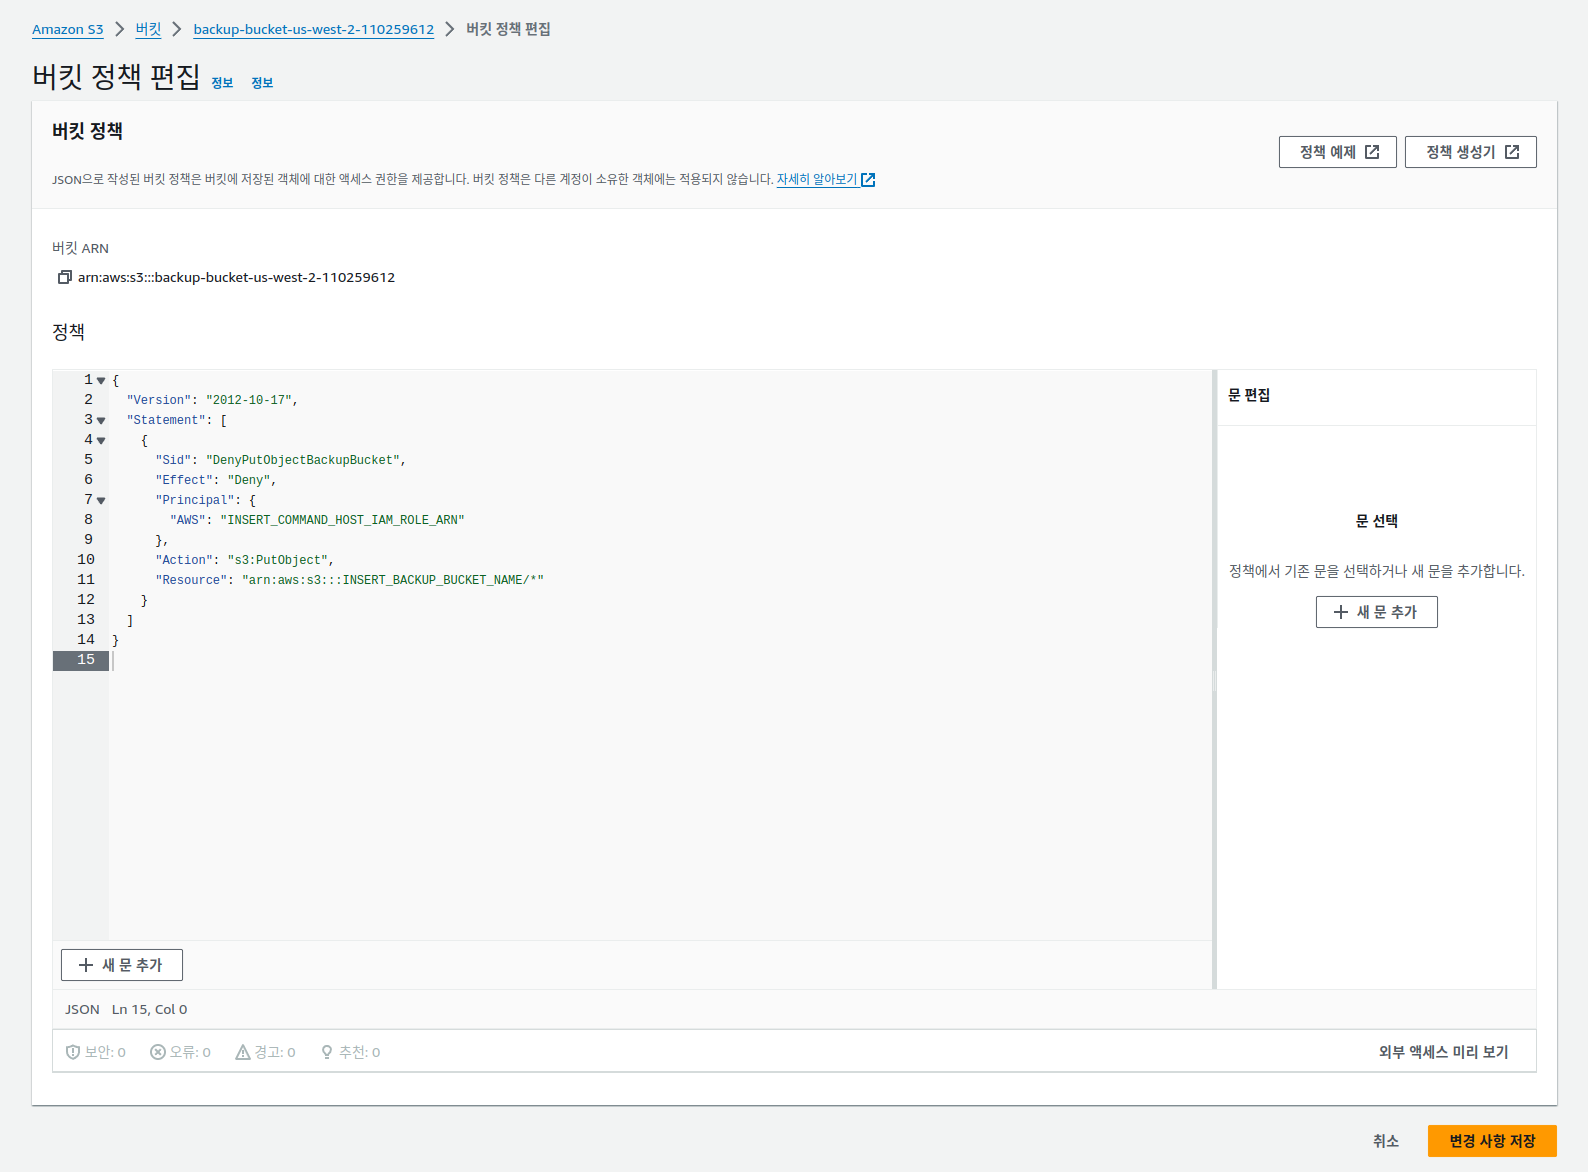 Amazon S3 > 버킷 > backup-bucket-us-west-2-110259612 > 버킷 정책 편집
버킷 정책 편집 정보 정보
버킷 정책
정책 예제 정책 생성기
JSON으로 작성된 버킷 정책은 버킷에 저장된 객체에 대한 액세스 권한을 제공합니다. 버킷 정책은 다른 계정이 소유한 객체에는 적용되지 않습니다. 자세히 알아보기
버킷 ARN
arn:aws:s3:::backup-bucket-us-west-2-110259612
정책
1 {
2 "Version": "2012-10-17",
3 "Statement": [
4 {
5 "Sid": "DenyPutObjectBackupBucket",
6 "Effect": "Deny",
7 "Principal": {
8 "AWS": "INSERT_COMMAND_HOST_IAM_ROLE_ARN"
9 },
10 "Action": "s3:PutObject",
11 "Resource": "arn:aws:s3:::INSERT_BACKUP_BUCKET_NAME/*"
12 }
13 ]
14 }
15
문 편집
문 선택
정책에서 기존 문을 선택하거나 새 문을 추가합니다.
+ 새 문 추가
+ 새 문 추가
JSON Ln 15, Col 0
보안: 0 오류: 0 경고: 0 추천: 0 외부 액세스 미리 보기
취소 변경 사항 저장